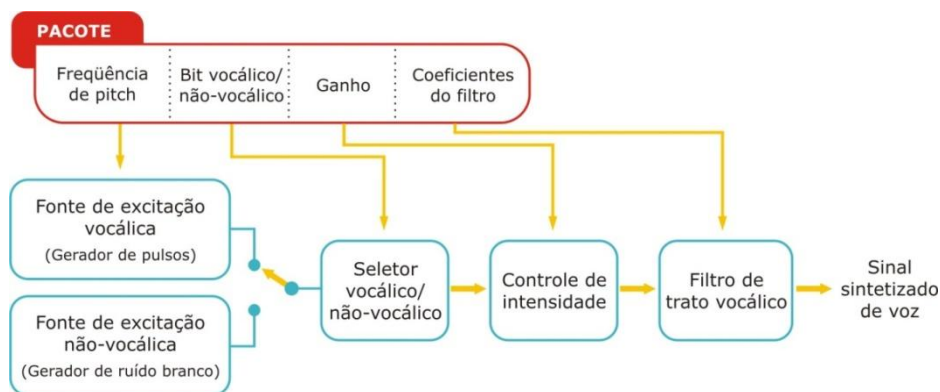 PACOTE
Freqüência
de pitch
Bit vocálico/
não-vocálico
Ganho
Coeficientes
do filtro
Fonte de excitação
vocálica
(Gerador de pulsos)
Fonte de excitação
não-vocálica
(Gerador de ruído branco)
Seletor
vocálico/
não-vocálico
Controle de
intensidade
Filtro de
trato vocálico
Sinal
sintetizado
de voz